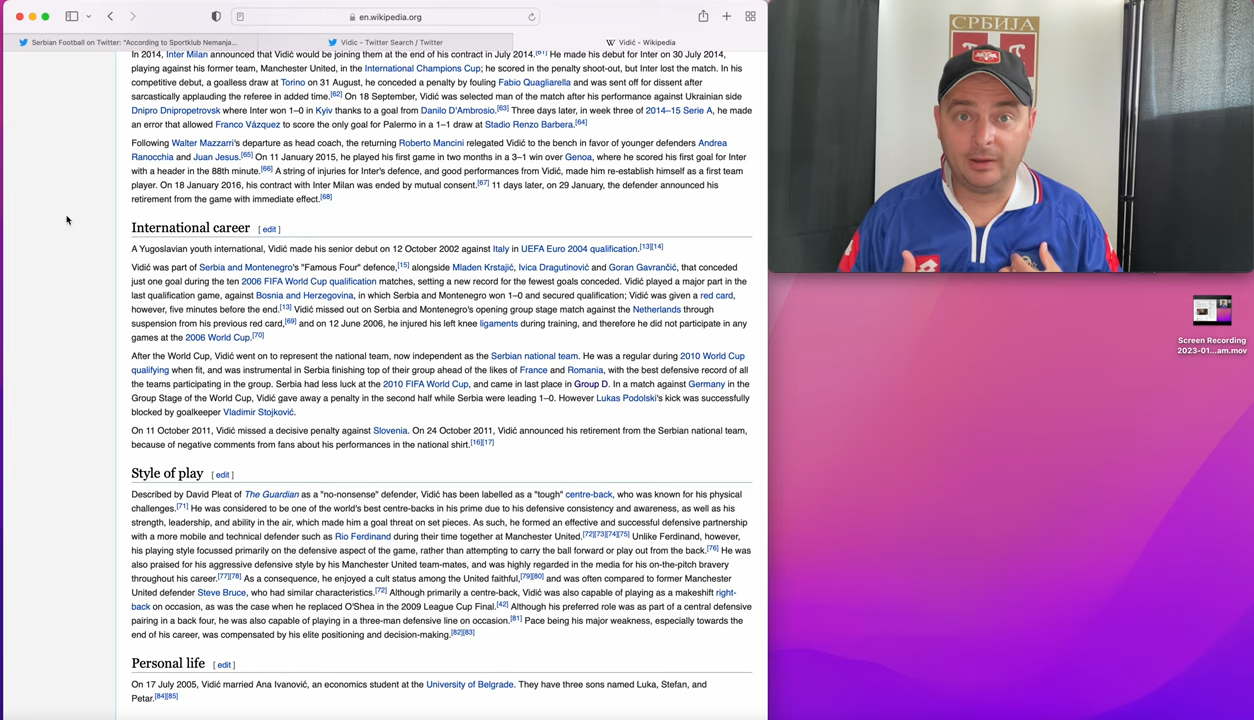 en.wikipedia.org
Serbian Football on Twitter: "According to Sportklub Nemanja...
Vidic - Twitter Search / Twitter
Vidić - Wikipedia
In 2014, Inter Milan announced that Vidić would be joining them at the end of his contract in July 2014.[61] He made his debut for Inter on 30 July 2014,
playing against his former team, Manchester United, in the International Champions Cup; he scored in the penalty shoot-out, but Inter lost the match. In his
competitive debut, a goalless draw at Torino on 31 August, he conceded a penalty by fouling Fabio Quagliarella and was sent off for dissent after
sarcastically applauding the referee in added time.[62] On 18 September, Vidić was selected man of the match after his performance against Ukrainian side
Dnipro Dnipropetrovsk where Inter won 1–0 in Kyiv thanks to a goal from Danilo D'Ambrosio.[63] Three days later, in week three of 2014–15 Serie A, he made
an error that allowed Franco Vázquez to score the only goal for Palermo in a 1–1 draw at Stadio Renzo Barbera.[64]
Following Walter Mazzarri's departure as head coach, the returning Roberto Mancini relegated Vidić to the bench in favor of younger defenders Andrea
Ranocchia and Juan Jesus.[65] On 11 January 2015, he played his first game in two months in a 3–1 win over Genoa, where he scored his first goal for Inter
with a header in the 88th minute.[66] A string of injuries for Inter's defence, and good performances from Vidić, made him re-establish himself as a first team
player. On 18 January 2016, his contract with Inter Milan was ended by mutual consent.[67] 11 days later, on 29 January, the defender announced his
retirement from the game with immediate effect.[68]
International career [ edit ]
A Yugoslavian youth international, Vidić made his senior debut on 12 October 2002 against Italy in UEFA Euro 2004 qualification.[13][14]
Vidić was part of Serbia and Montenegro's "Famous Four" defence,[15] alongside Mladen Krstajić, Ivica Dragutinović and Goran Gavrančić, that conceded
just one goal during the ten 2006 FIFA World Cup qualification matches, setting a new record for the fewest goals conceded. Vidić played a major part in the
last qualification game, against Bosnia and Herzegovina, in which Serbia and Montenegro won 1–0 and secured qualification; Vidić was given a red card,
however, five minutes before the end.[13] Vidić missed out on Serbia and Montenegro's opening group stage match against the Netherlands through
suspension from his previous red card,[69] and on 12 June 2006, he injured his left knee ligaments during training, and therefore he did not participate in any
games at the 2006 World Cup.[70]
After the World Cup, Vidić went on to represent the national team, now independent as the Serbian national team. He was a regular during 2010 World Cup
qualifying when fit, and was instrumental in Serbia finishing top of their group ahead of the likes of France and Romania, with the best defensive record of all
the teams participating in the group. Serbia had less luck at the 2010 FIFA World Cup, and came in last place in Group D. In a match against Germany in the
Group Stage of the World Cup, Vidić gave away a penalty in the second half while Serbia were leading 1–0. However Lukas Podolski's kick was successfully
blocked by goalkeeper Vladimir Stojković.
On 11 October 2011, Vidić missed a decisive penalty against Slovenia. On 24 October 2011, Vidić announced his retirement from the Serbian national team,
because of negative comments from fans about his performances in the national shirt.[16][17]
Style of play [ edit ]
Described by David Pleat of The Guardian as a "no-nonsense" defender, Vidić has been labelled as a "tough" centre-back, who was known for his physical
challenges.[71] He was considered to be one of the world's best centre-backs in his prime due to his defensive consistency and awareness, as well as his
strength, leadership, and ability in the air, which made him a goal threat on set pieces. As such, he formed an effective and successful defensive partnership
with a more mobile and technical defender such as Rio Ferdinand during their time together at Manchester United.[72][73][74][75] Unlike Ferdinand, however,
his playing style focussed primarily on the defensive aspect of the game, rather than attempting to carry the ball forward or play out from the back.[76] He was
also praised for his aggressive defensive style by his Manchester United team-mates, and was highly regarded in the media for his on-the-pitch bravery
throughout his career.[77][78] As a consequence, he enjoyed a cult status among the United faithful,[79][80] and was often compared to former Manchester
United defender Steve Bruce, who had similar characteristics.[72] Although primarily a centre-back, Vidić was also capable of playing as a makeshift right-
back on occasion, as was the case when he replaced O'Shea in the 2009 League Cup Final.[42] Although his preferred role was as part of a central defensive
pairing in a back four, he was also capable of playing in a three-man defensive line on occasion.[81] Pace being his major weakness, especially towards the
end of his career, was compensated by his elite positioning and decision-making.[82][83]
Personal life [ edit ]
On 17 July 2005, Vidić married Ana Ivanović, an economics student at the University of Belgrade. They have three sons named Luka, Stefan, and
Petar.[84][85]
СРБИЈА
Screen Recording
2023-01...am.mov